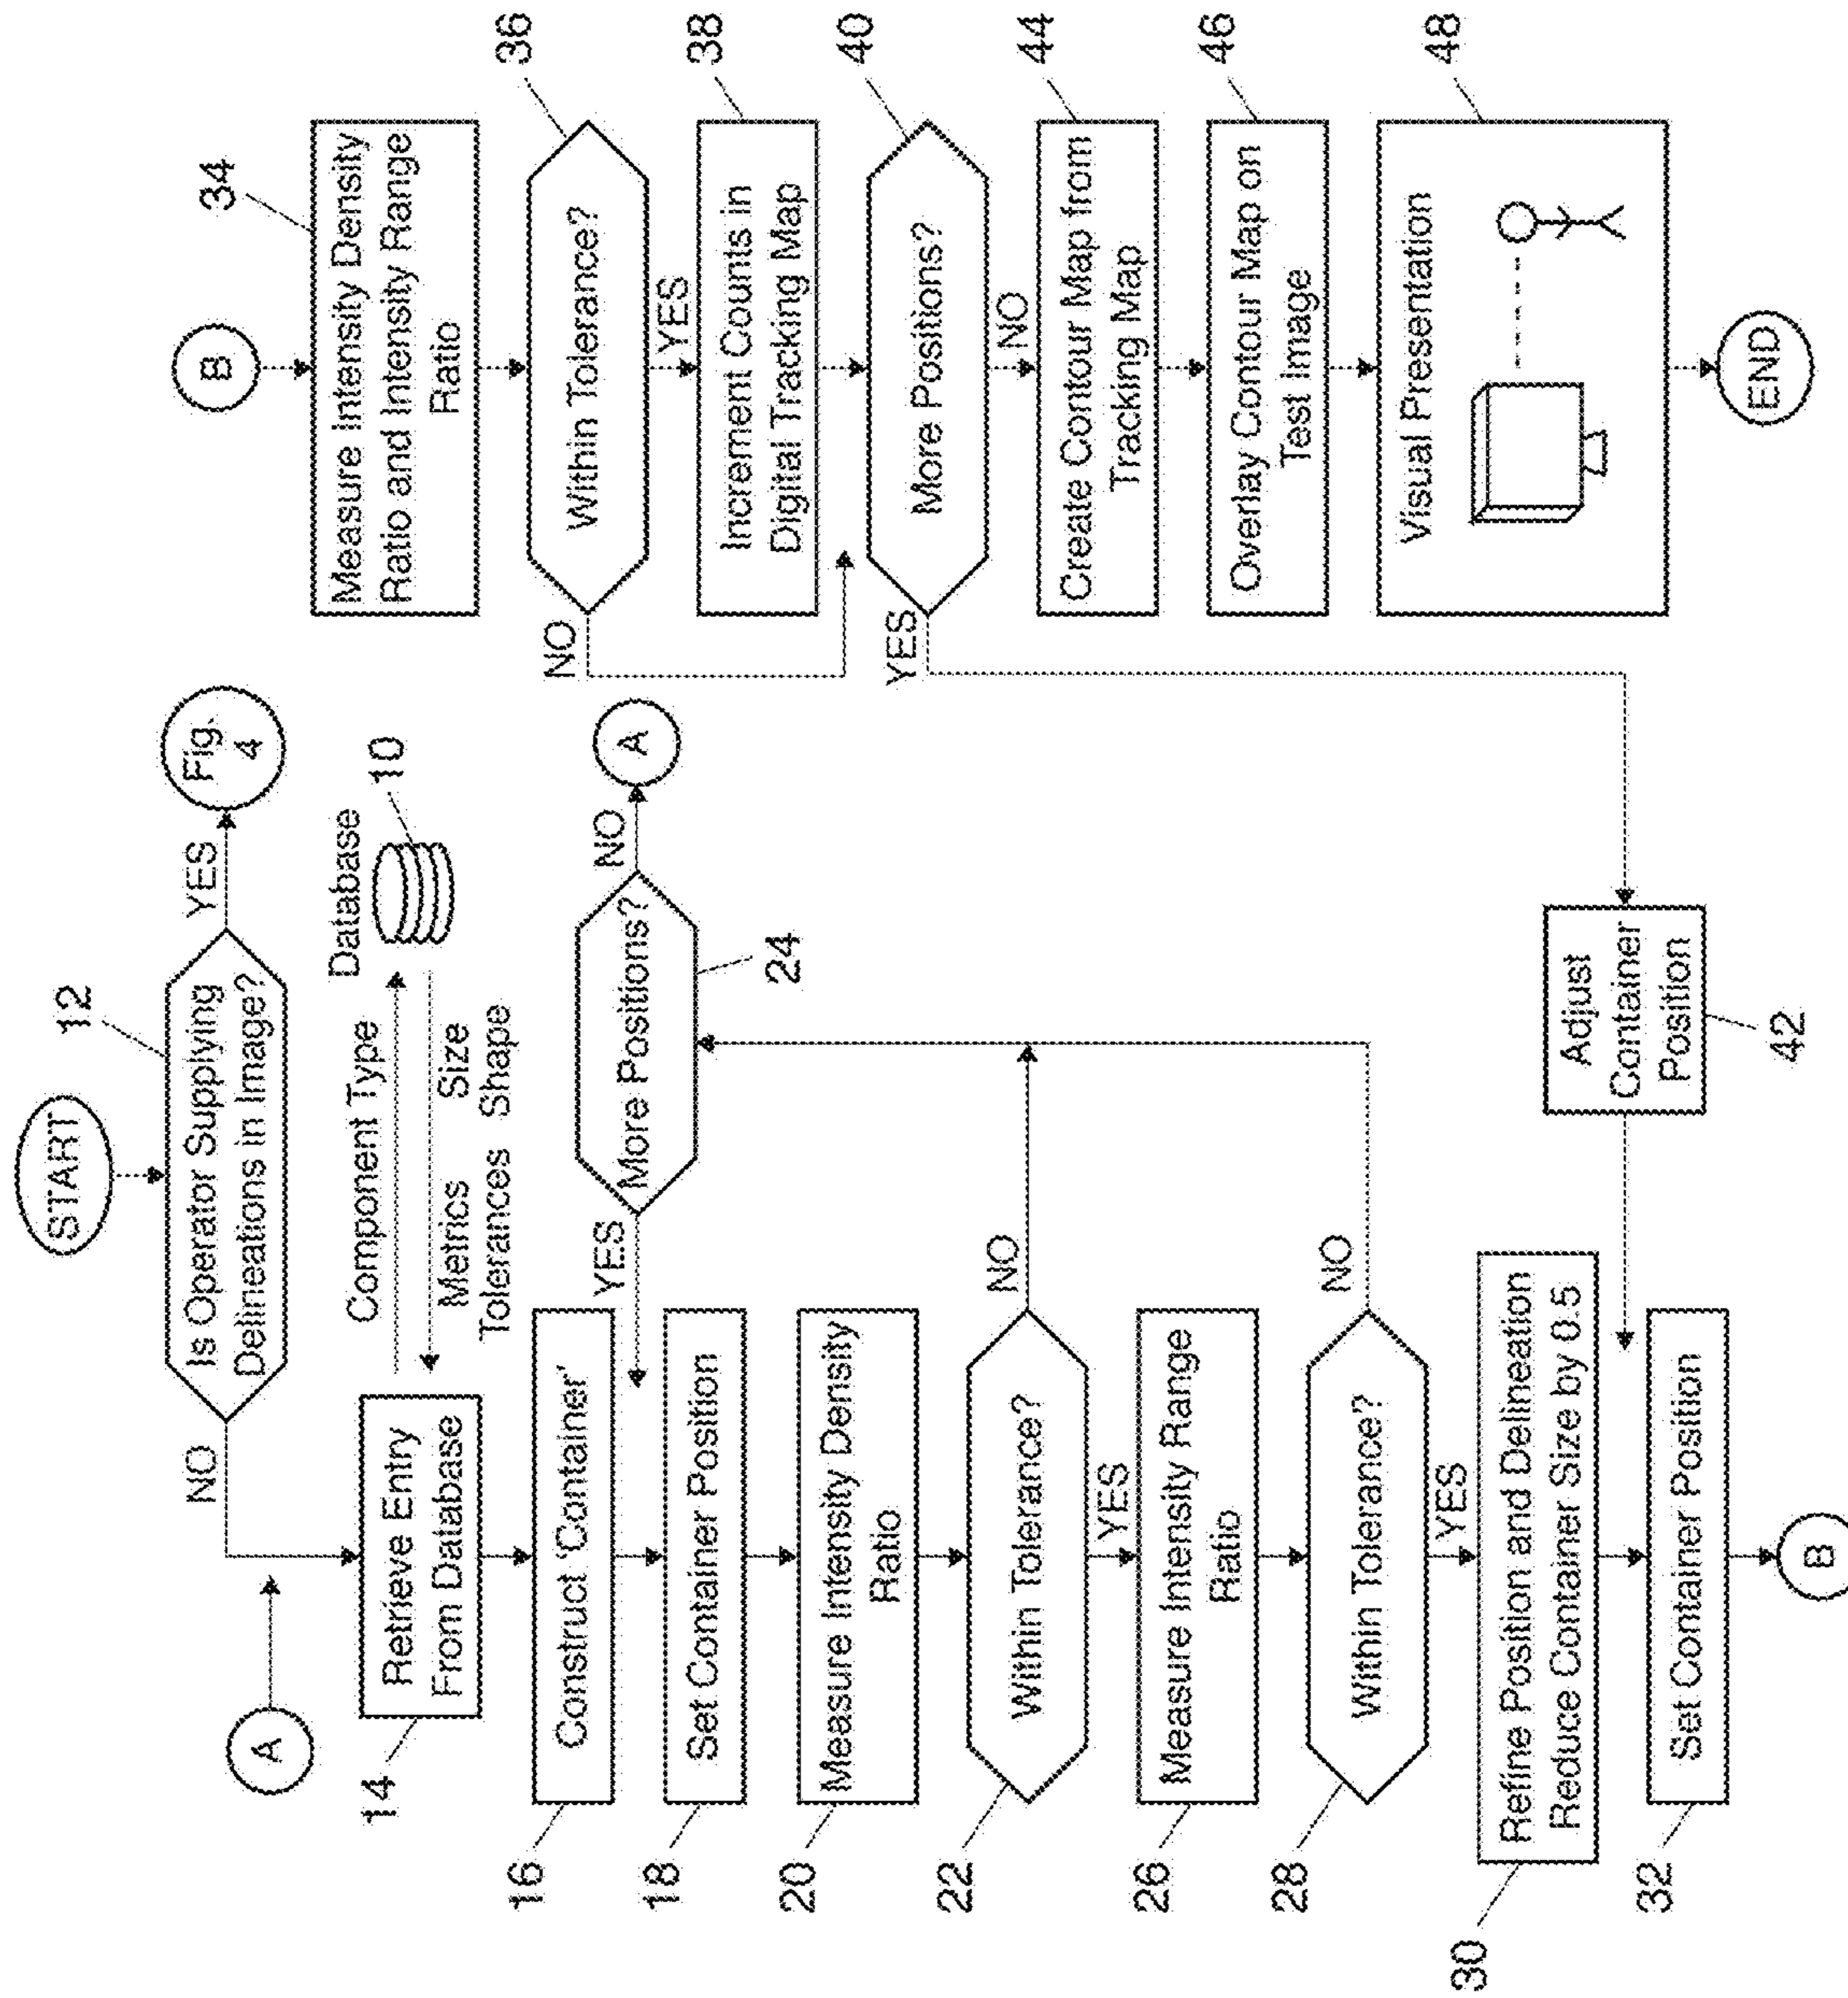 START
12
Is Operator Supplying
Delineations in Image?
YES
Fig.
4
NO
A
14
Retrieve Entry
From Database
Component Type
Metrics Size
Tolerances Shape
Database
10
16
Construct 'Container'
YES
More Positions?
NO
A
24
18
Set Container Position
20
Measure Intensity Density
Ratio
22
Within Tolerance?
NO
YES
26
Measure Intensity Range
Ratio
28
Within Tolerance?
NO
YES
30
Refine Position and Delineation
Reduce Container Size by 0.5
Adjust
Container
Position
42
32
Set Container Position
B
B
34
Measure Intensity Density
Ratio and Intensity Range
Ratio
36
Within Tolerance?
NO
YES
38
Increment Counts in
Digital Tracking Map
40
More Positions?
YES
NO
44
Create Contour Map from
Tracking Map
46
Overlay Contour Map on
Test Image
48
Visual Presentation
END